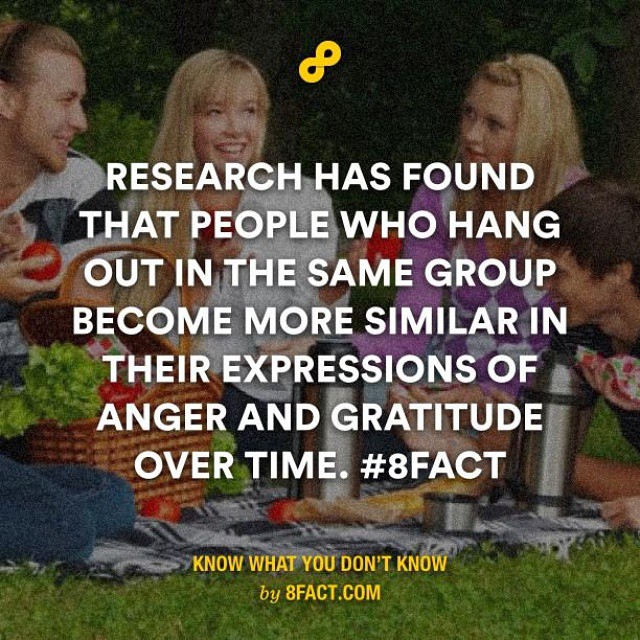 RESEARCH HAS FOUND
THAT PEOPLE WHO HANG
OUT IN THE SAME GROUP
BECOME MORE SIMILAR IN
THEIR EXPRESSIONS OF
ANGER AND GRATITUDE
OVER TIME. #8FACT
KNOW WHAT YOU DON'T KNOW
by 8FACT.COM